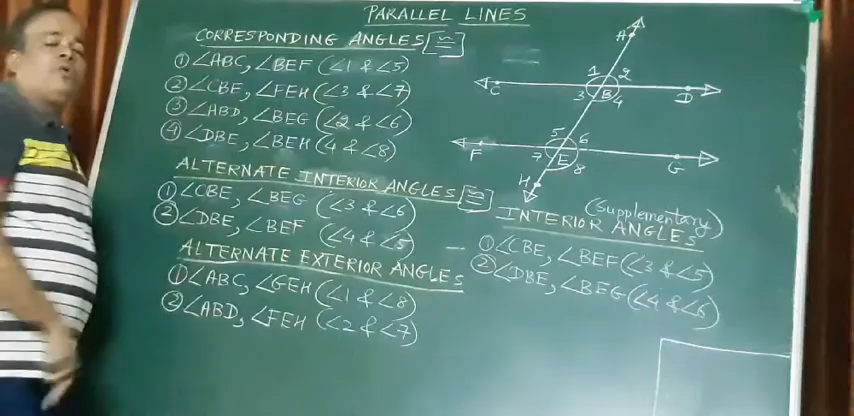 PARALLEL LINES
CORRESPONDING ANGLES [≅]
① ∠ABC, ∠BEF (∠1 & ∠5)
② ∠CBE, ∠FEH (∠3 & ∠7)
③ ∠ABD, ∠BEG (∠2 & ∠6)
④ ∠DBE, ∠BEH (∠4 & ∠8)
ALTERNATE INTERIOR ANGLES [≅]
① ∠CBE, ∠BEG (∠3 & ∠6)
② ∠DBE, ∠BEF (∠4 & ∠5)
ALTERNATE EXTERIOR ANGLES
① ∠ABC, ∠GEH (∠1 & ∠8)
② ∠ABD, ∠FEH (∠2 & ∠7)
A
1 2
C 3 B 4 D
5 6
F 7 E 8 G
H
(Supplementary)
INTERIOR ANGLES
① ∠CBE, ∠BEF (∠3 & ∠5)
② ∠DBE, ∠BEG (∠4 & ∠6)